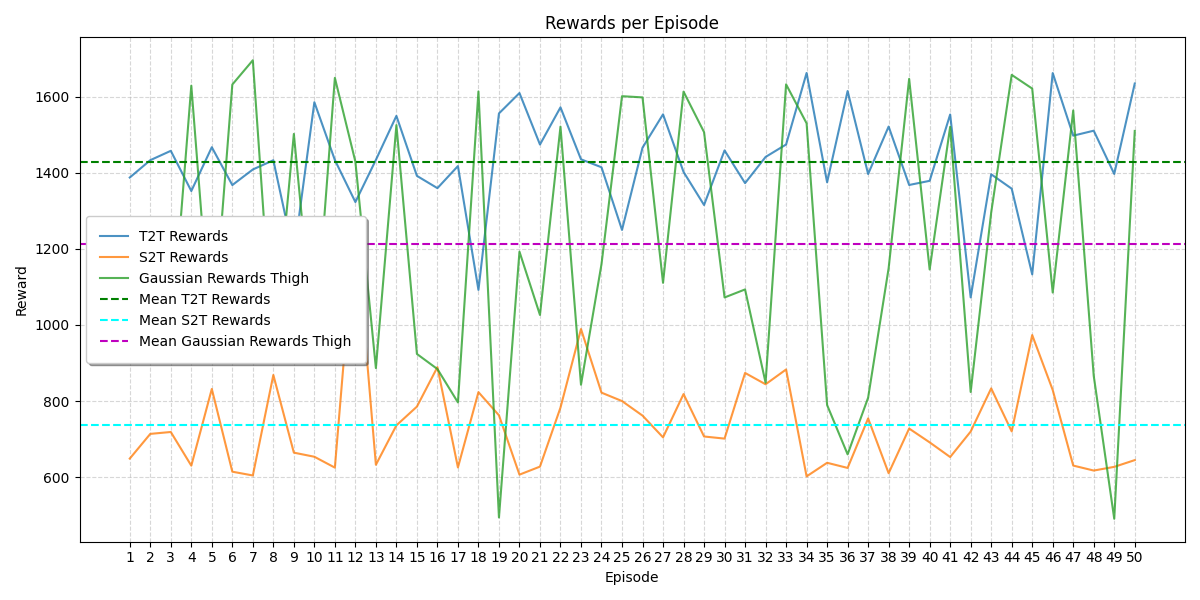 Rewards per Episode
1600
1400
1200
1000
800
600
Reward
T2T Rewards
S2T Rewards
Gaussian Rewards Thigh
Mean T2T Rewards
Mean S2T Rewards
Mean Gaussian Rewards Thigh
1 2 3 4 5 6 7 8 9 10 11 12 13 14 15 16 17 18 19 20 21 22 23 24 25 26 27 28 29 30 31 32 33 34 35 36 37 38 39 40 41 42 43 44 45 46 47 48 49 50
Episode